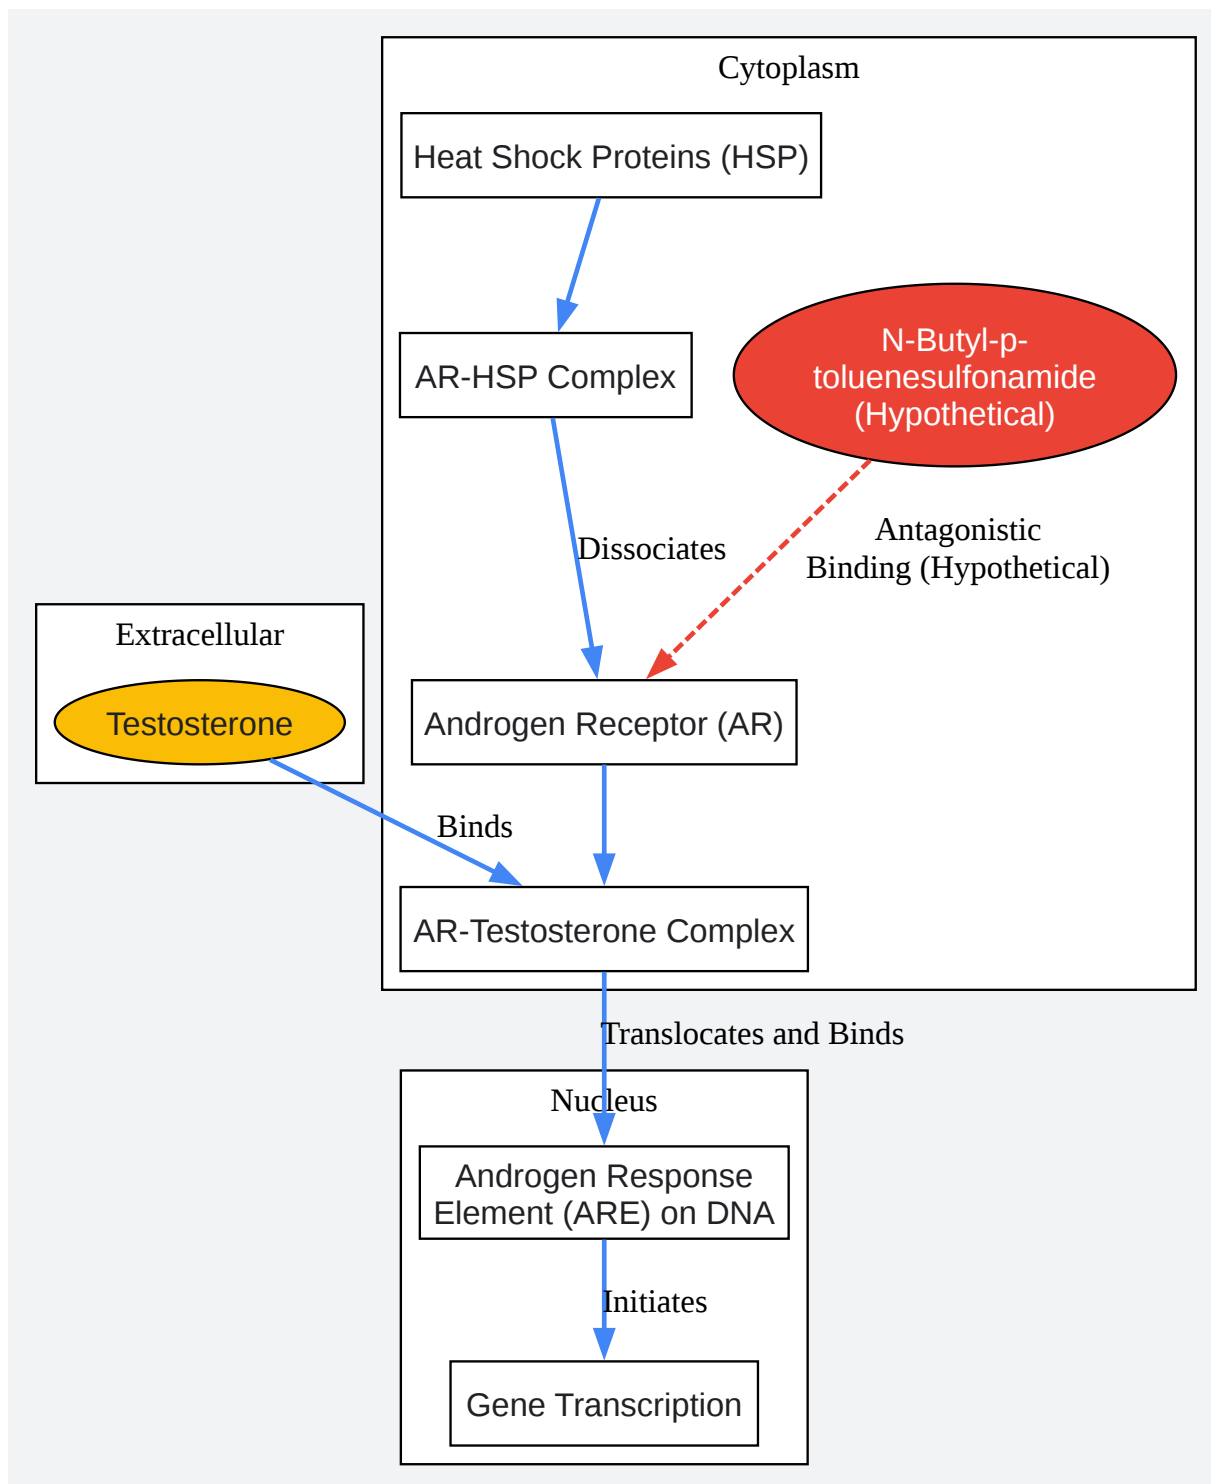 Cytoplasm
Heat Shock Proteins (HSP)
N-Butyl-p-
toluenesulfonamide
(Hypothetical)
AR-HSP Complex
Antagonistic
Binding (Hypothetical)
Dissociates
Extracellular
Testosterone
Androgen Receptor (AR)
Binds
AR-Testosterone Complex
Translocates and Binds
Nucleus
Androgen Response
Element (ARE) on DNA
Initiates
Gene Transcription